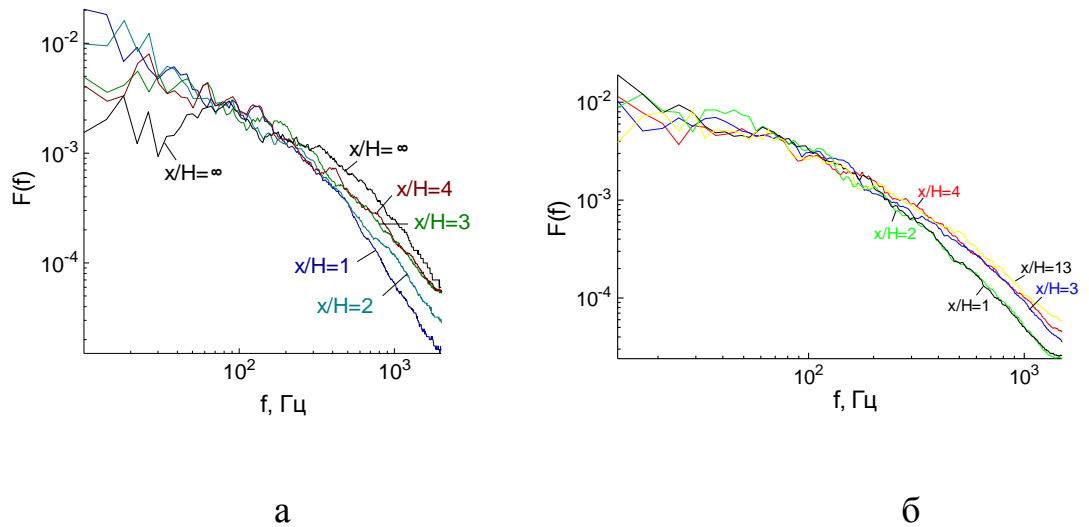 10⁻²
10⁻³
10⁻⁴
F(f)
x/H= ∞
x/H= ∞
x/H=4
x/H=3
x/H=1
x/H=2
10²
10³
f, Гц
а
10⁻²
10⁻³
10⁻⁴
F(f)
x/H=4
x/H=2
x/H=13
x/H=3
x/H=1
10²
10³
f, Гц
б